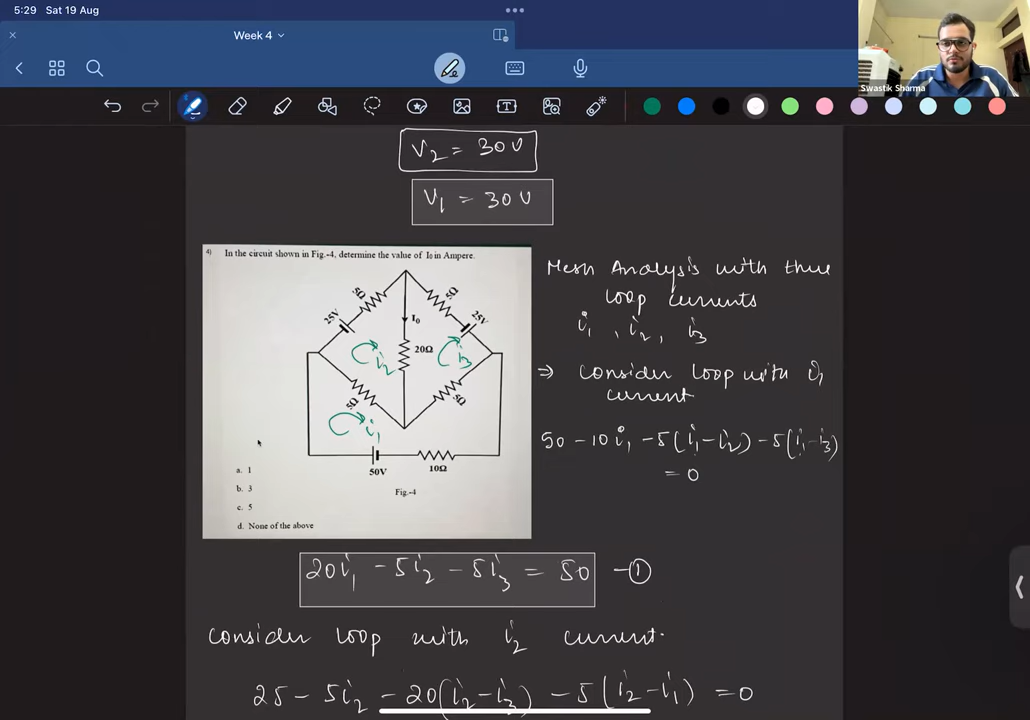 5:29 Sat 19 Aug
Week 4
Swastik Sharma
V₂ = 30V
V₁ = 30V
4) In the circuit shown in Fig.-4, determine the value of I₀ in Ampere.
5Ω
5Ω
25V
25V
I₀
20Ω
i₂
i₃
5Ω
5Ω
i₁
50V
10Ω
Fig.-4
a. 1
b. 3
c. 5
d. None of the above
Mesh Analysis with three
loop currents
i₁, i₂, i₃
⇒ Consider loop with i₁
current
50 - 10i₁ - 5(i₁-i₂) - 5(i₁-i₃)
= 0
20i₁ - 5i₂ - 5i₃ = 50 -①
Consider loop with i₂ current.
25 - 5i₂ - 20(i₂-i₃) - 5(i₂-i₁) = 0